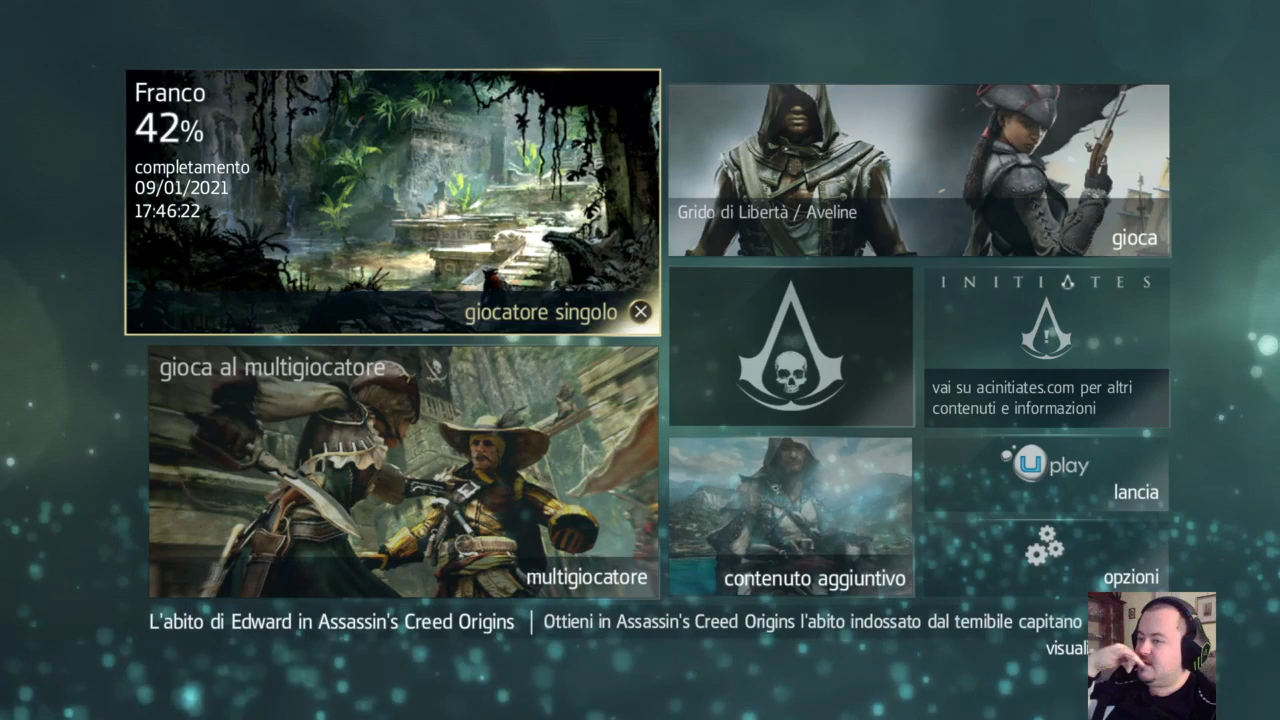 Franco
42%
completamento
09/01/2021
17:46:22
giocatore singolo
Grido di Libertà / Aveline
gioca
INITIATES
vai su acinitiates.com per altri
contenuti e informazioni
gioca al multigiocatore
multigiocatore
contenuto aggiuntivo
Uplay
lancia
opzioni
L'abito di Edward in Assassin's Creed Origins | Ottieni in Assassin's Creed Origins l'abito indossato dal temibile capitano
visuali